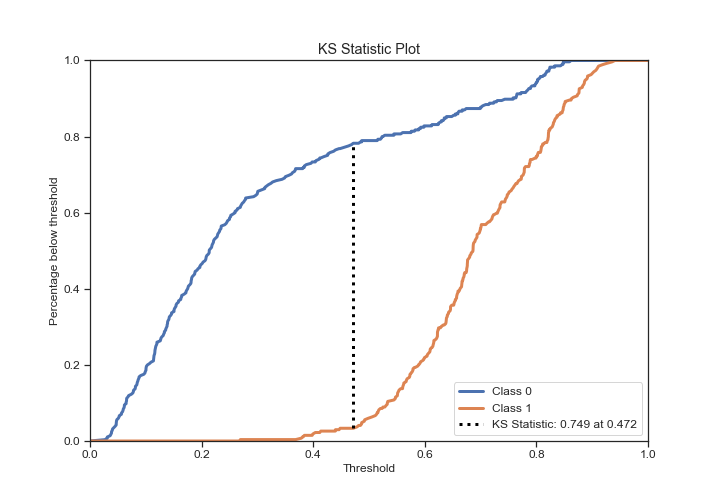 KS Statistic Plot
Percentage below threshold
1.0
0.8
0.6
0.4
0.2
0.0
0.0 0.2 0.4 0.6 0.8 1.0
Threshold
Class 0
Class 1
KS Statistic: 0.749 at 0.472